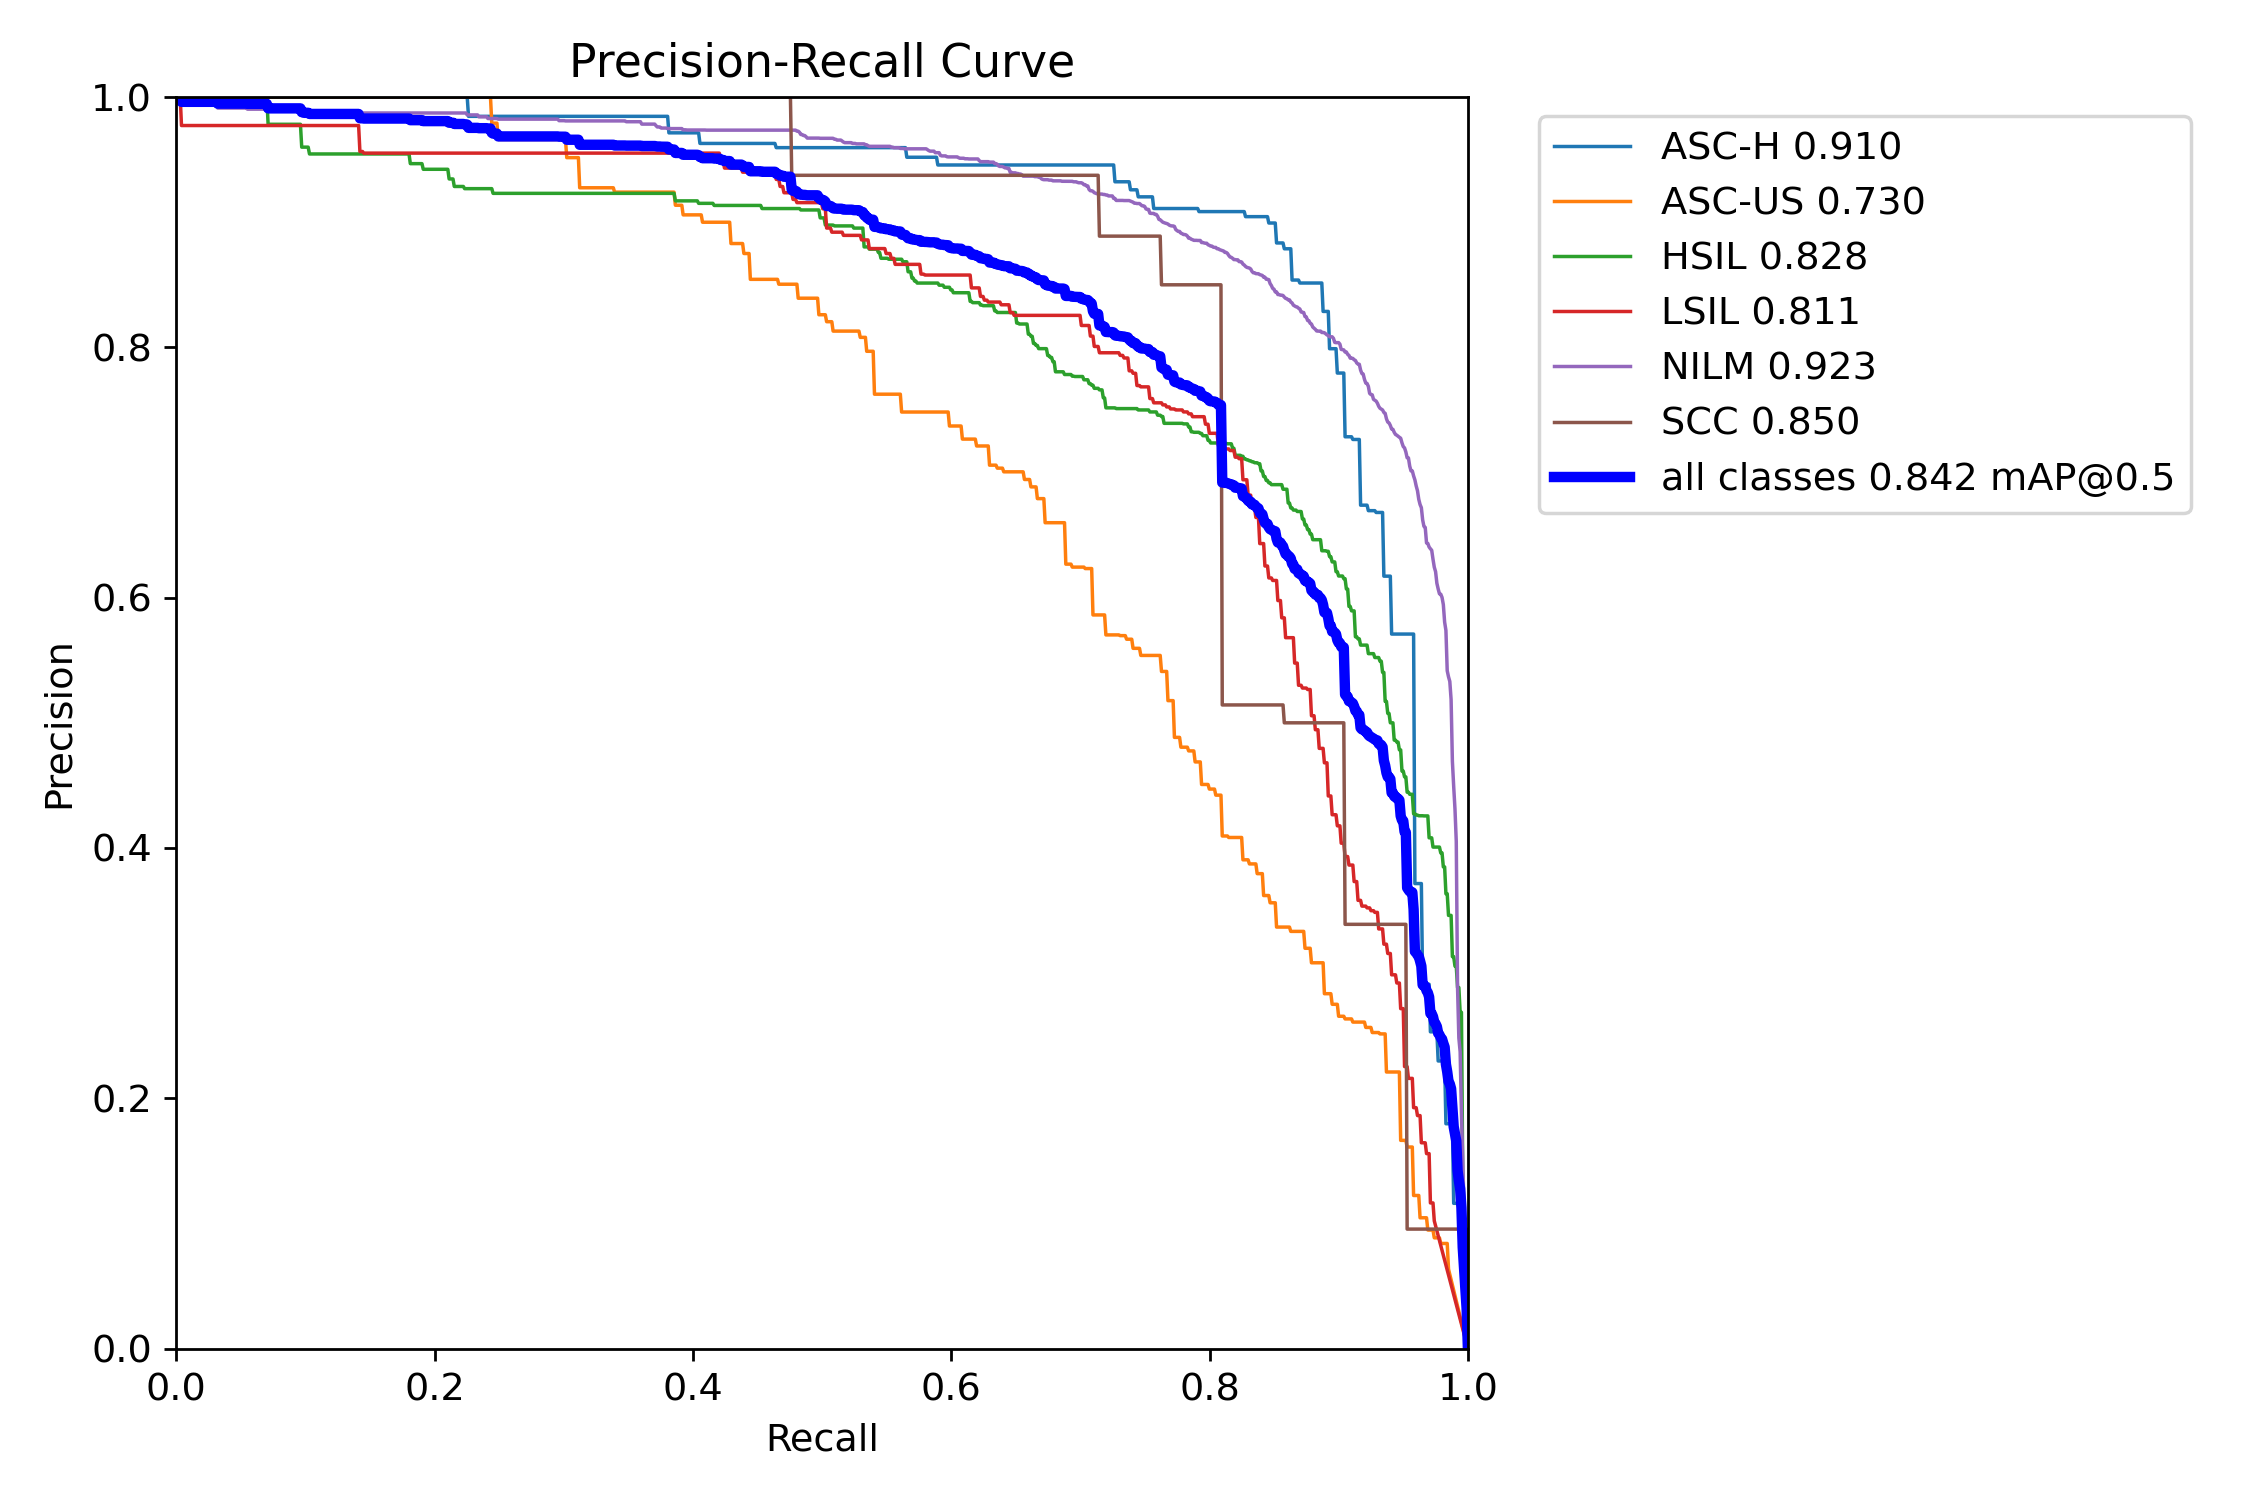 Precision-Recall Curve
1.0
0.8
0.6
0.4
0.2
0.0
Precision
0.0 0.2 0.4 0.6 0.8 1.0
Recall
ASC-H 0.910
ASC-US 0.730
HSIL 0.828
LSIL 0.811
NILM 0.923
SCC 0.850
all classes 0.842 mAP@0.5